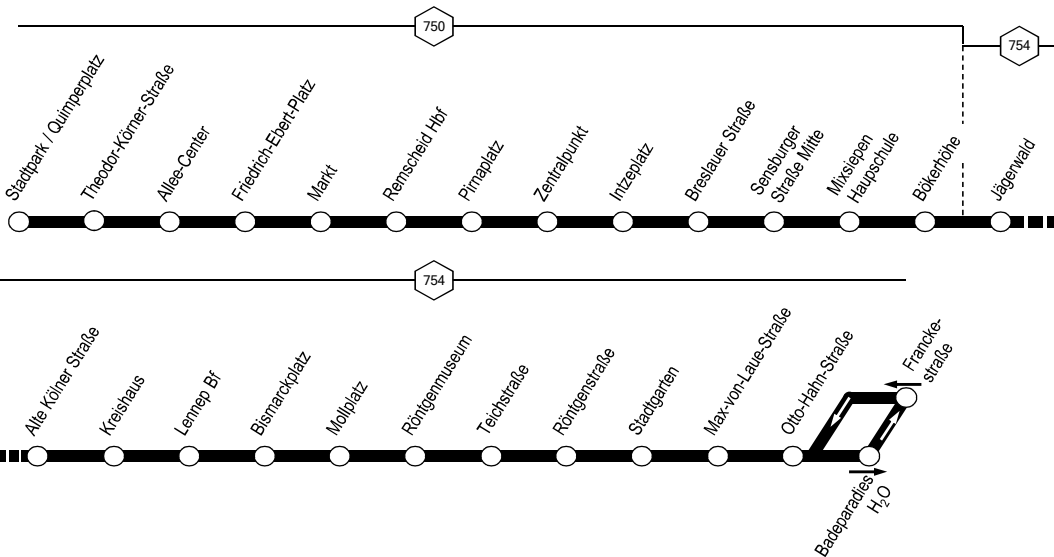 750
754
Stadtpark / Quimperplatz
Theodor-Körner-Straße
Allee-Center
Friedrich-Ebert-Platz
Markt
Remscheid Hbf
Pirnaplatz
Zentralpunkt
Intzeplatz
Breslauer Straße
Sensburger
Straße Mitte
Mixsiepen
Haupschule
Bökerhöhe
Jägerwald
754
Alte Kölner Straße
Kreishaus
Lennep Bf
Bismarckplatz
Mollplatz
Röntgenmuseum
Teichstraße
Röntgenstraße
Stadtgarten
Max-von-Laue-Straße
Otto-Hahn-Straße
Francke-
straße
Badeparadies
H₂O